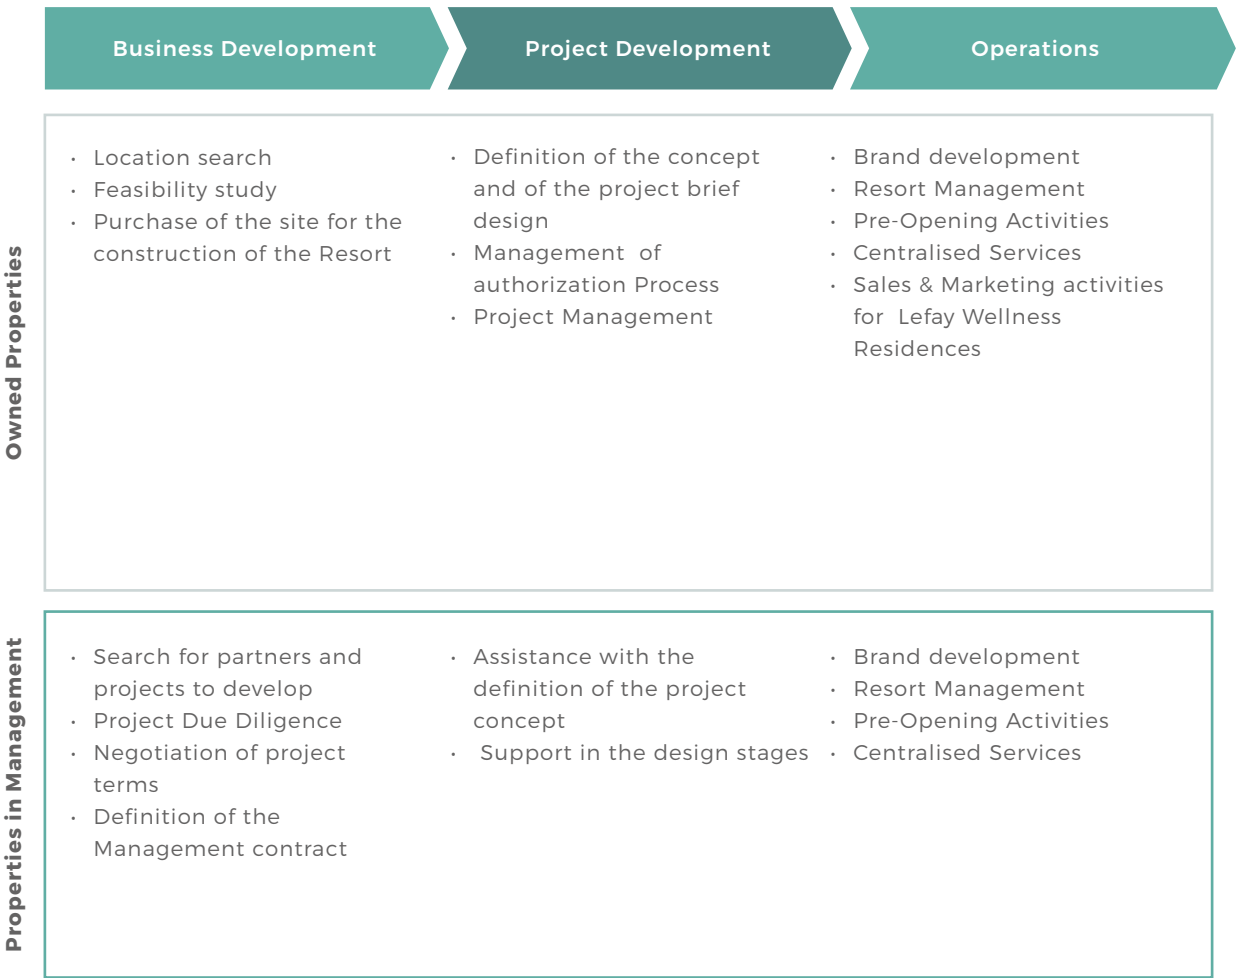 Business Development
Project Development
Operations
Owned Properties
• Location search
• Feasibility study
• Purchase of the site for the
construction of the Resort
• Definition of the concept
and of the project brief
design
• Management of
authorization Process
• Project Management
• Brand development
• Resort Management
• Pre-Opening Activities
• Centralised Services
• Sales & Marketing activities
for Lefay Wellness
Residences
Properties in Management
• Search for partners and
projects to develop
• Project Due Diligence
• Negotiation of project
terms
• Definition of the
Management contract
• Assistance with the
definition of the project
concept
• Support in the design stages
• Brand development
• Resort Management
• Pre-Opening Activities
• Centralised Services